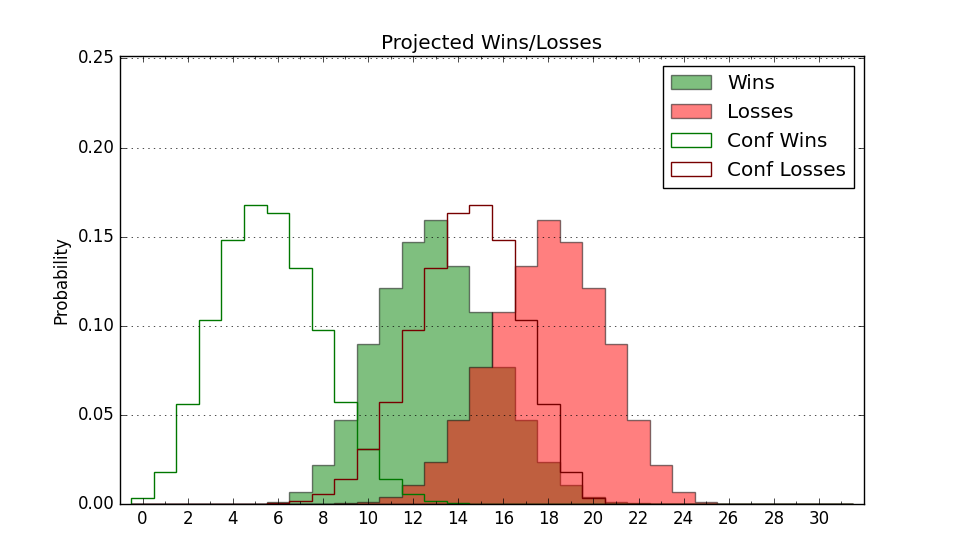 Projected Wins/Losses
0.25
0.20
0.15
0.10
0.05
0.00
Probability
Wins
Losses
Conf Wins
Conf Losses
0 2 4 6 8 10 12 14 16 18 20 22 24 26 28 30